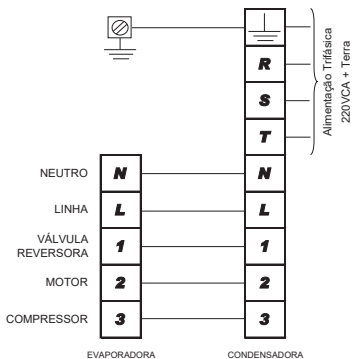 R
S
T
Alimentação Trifásica
220VCA + Terra
NEUTRO
N
N
LINHA
L
L
VÁLVULA
REVERSORA
1
1
MOTOR
2
2
COMPRESSOR
3
3
EVAPORADORA
CONDENSADORA